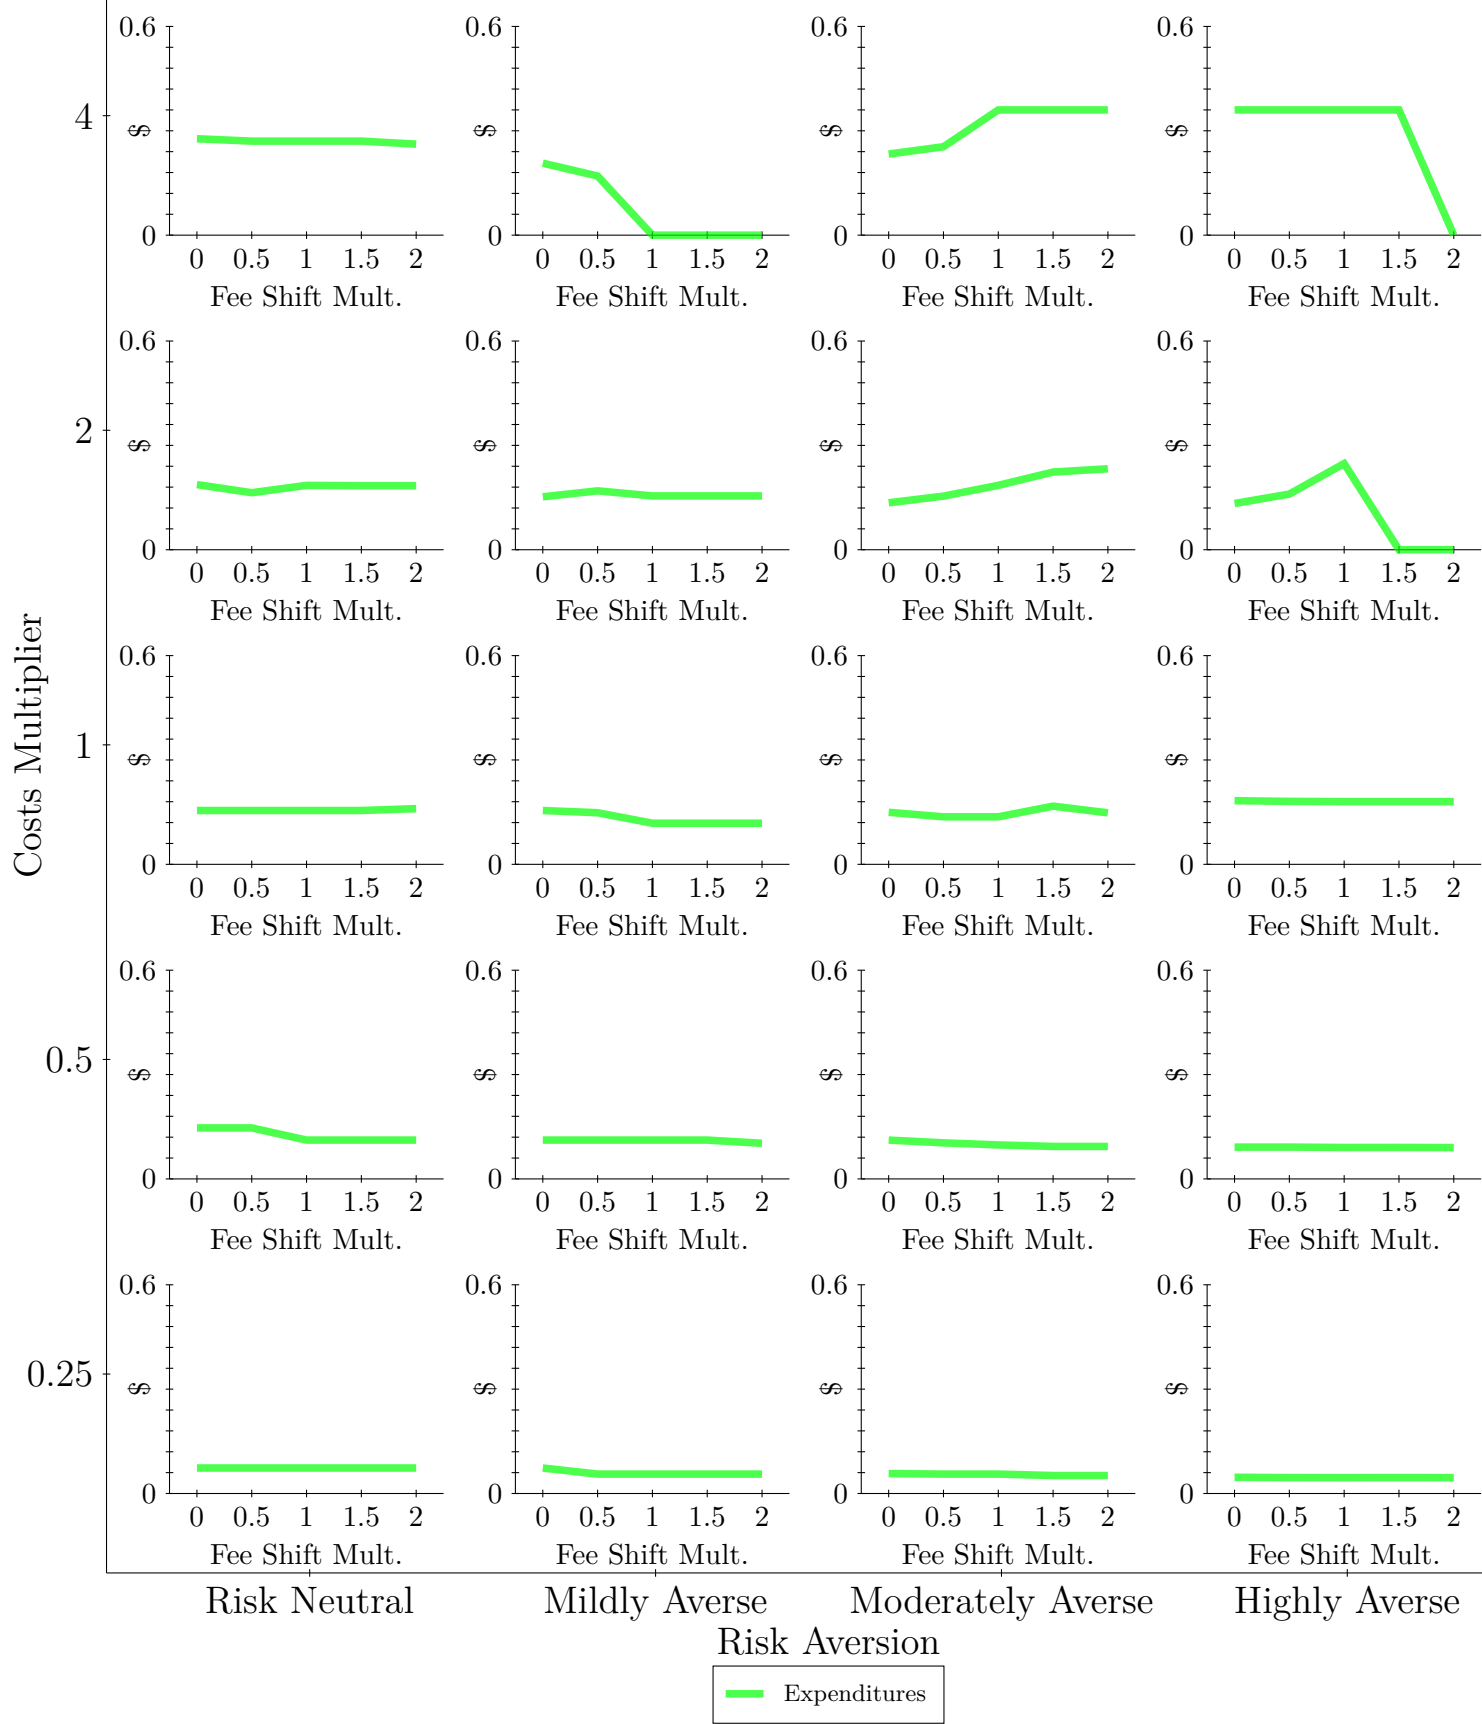 Costs Multiplier
4
0.6
$
0
0 0.5 1 1.5 2
Fee Shift Mult.
0.6
$
0
0 0.5 1 1.5 2
Fee Shift Mult.
0.6
$
0
0 0.5 1 1.5 2
Fee Shift Mult.
0.6
$
0
0 0.5 1 1.5 2
Fee Shift Mult.
2
0.6
$
0
0 0.5 1 1.5 2
Fee Shift Mult.
0.6
$
0
0 0.5 1 1.5 2
Fee Shift Mult.
0.6
$
0
0 0.5 1 1.5 2
Fee Shift Mult.
0.6
$
0
0 0.5 1 1.5 2
Fee Shift Mult.
1
0.6
$
0
0 0.5 1 1.5 2
Fee Shift Mult.
0.6
$
0
0 0.5 1 1.5 2
Fee Shift Mult.
0.6
$
0
0 0.5 1 1.5 2
Fee Shift Mult.
0.6
$
0
0 0.5 1 1.5 2
Fee Shift Mult.
0.5
0.6
$
0
0 0.5 1 1.5 2
Fee Shift Mult.
0.6
$
0
0 0.5 1 1.5 2
Fee Shift Mult.
0.6
$
0
0 0.5 1 1.5 2
Fee Shift Mult.
0.6
$
0
0 0.5 1 1.5 2
Fee Shift Mult.
0.25
0.6
$
0
0 0.5 1 1.5 2
Fee Shift Mult.
0.6
$
0
0 0.5 1 1.5 2
Fee Shift Mult.
0.6
$
0
0 0.5 1 1.5 2
Fee Shift Mult.
0.6
$
0
0 0.5 1 1.5 2
Fee Shift Mult.
Risk Neutral
Mildly Averse
Moderately Averse
Highly Averse
Risk Aversion
Expenditures